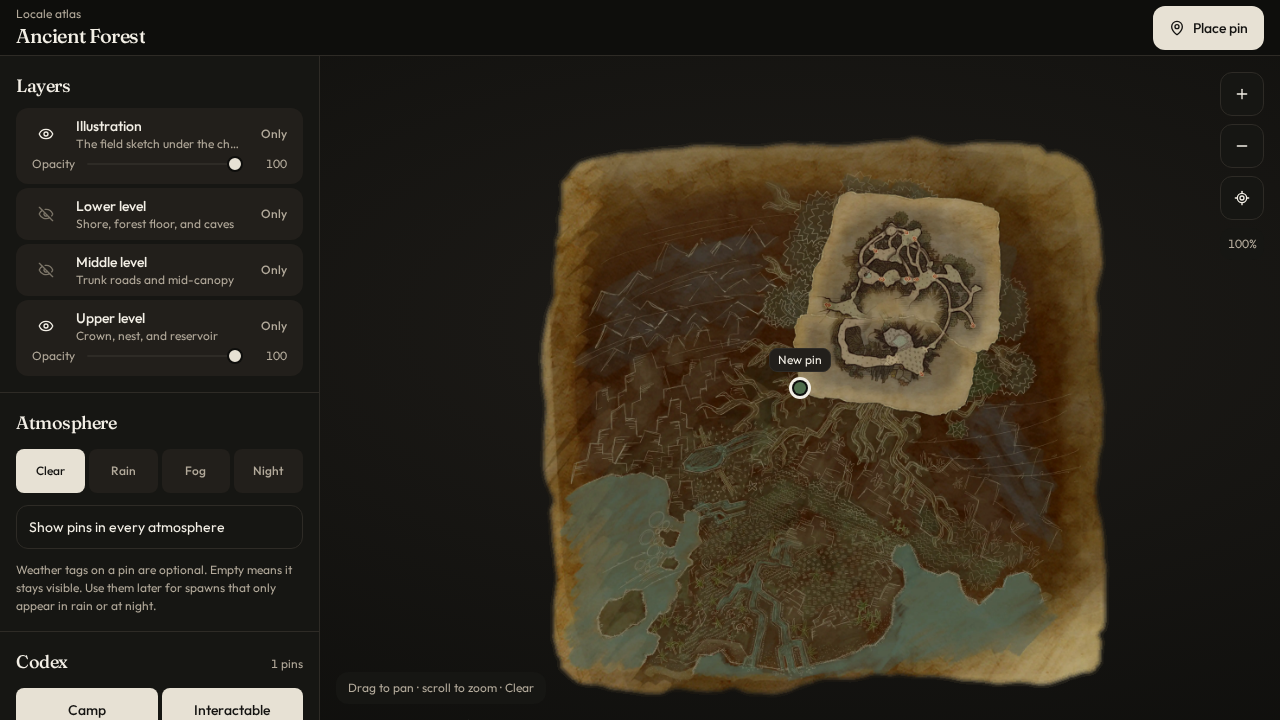 Locale atlas
Ancient Forest
Place pin
Layers
Illustration
The field sketch under the ch...
Only
Opacity
100
Lower level
Shore, forest floor, and caves
Only
Middle level
Trunk roads and mid-canopy
Only
Upper level
Crown, nest, and reservoir
Only
Opacity
100
Atmosphere
Clear
Rain
Fog
Night
Show pins in every atmosphere
Weather tags on a pin are optional. Empty means it
stays visible. Use them later for spawns that only
appear in rain or at night.
Codex
1 pins
Camp
Interactable
New pin
100%
Drag to pan · scroll to zoom · Clear